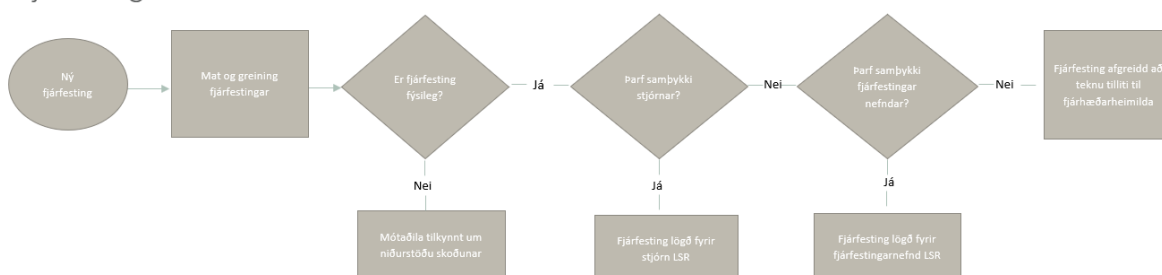 Ný
fjárfesting
Mat og greining
fjárfestingar
Er fjárfesting
fýsileg?
Já
Þarf samþykki
stjórnar?
Nei
Þarf samþykki
fjárfestingar
nefndar?
Nei
Fjárfesting afgreidd að
teknu tilliti til
fjárhæðarheimilda
Nei
Já
Já
Mótaðila tilkynnt um
niðurstöðu skoðunar
Fjárfesting lögð fyrir
stjórn LSR
Fjárfesting lögð fyrir
fjárfestingarnefnd LSR